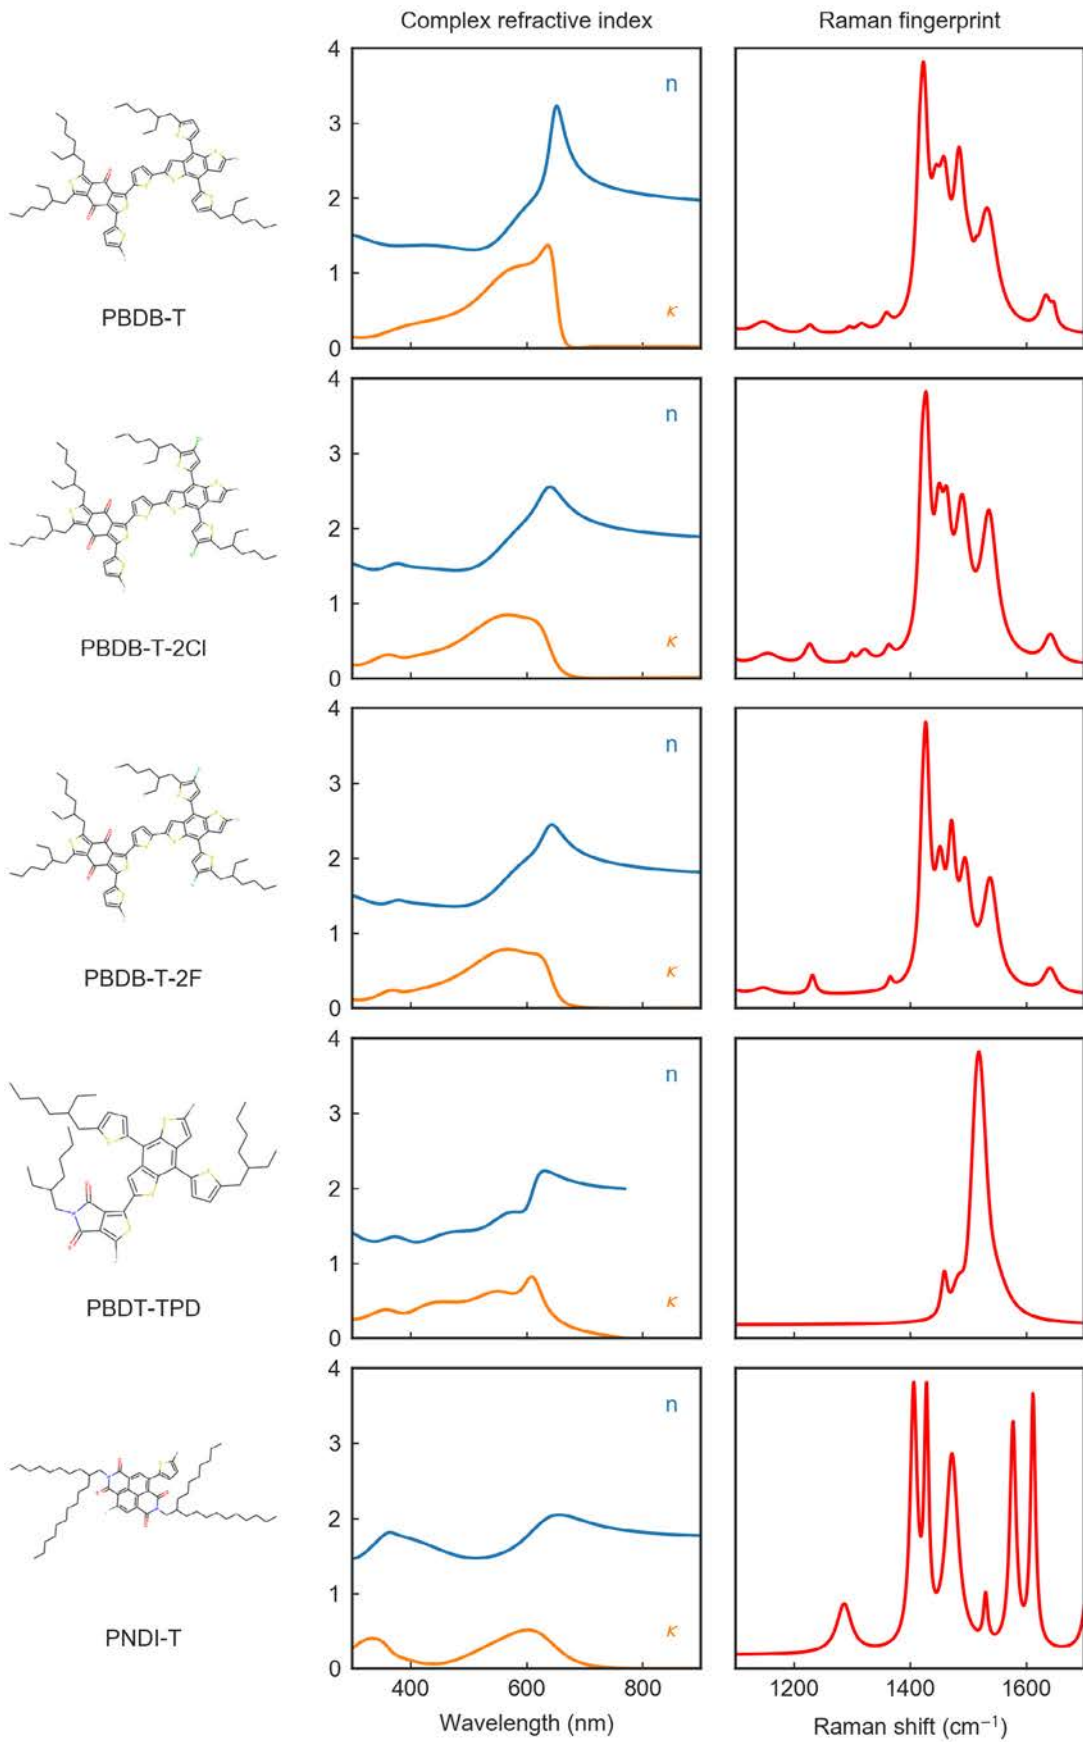 Complex refractive index
Raman fingerprint
4
3
2
1
0
n
κ
PBDB-T
4
3
2
1
0
n
κ
PBDB-T-2Cl
4
3
2
1
0
n
κ
PBDB-T-2F
4
3
2
1
0
n
κ
PBDT-TPD
4
3
2
1
0
n
κ
PNDI-T
400 600 800
1200 1400 1600
Wavelength (nm)
Raman shift (cm⁻¹)